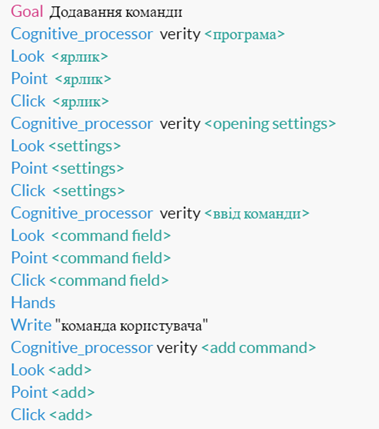 Goal Додавання команди
Cognitive_processor verity <програма>
Look <ярлик>
Point <ярлик>
Click <ярлик>
Cognitive_processor verity <opening settings>
Look <settings>
Point <settings>
Click <settings>
Cognitive_processor verity <ввід команди>
Look <command field>
Point <command field>
Click <command field>
Hands
Write "команда користувача"
Cognitive_processor verity <add command>
Look <add>
Point <add>
Click <add>